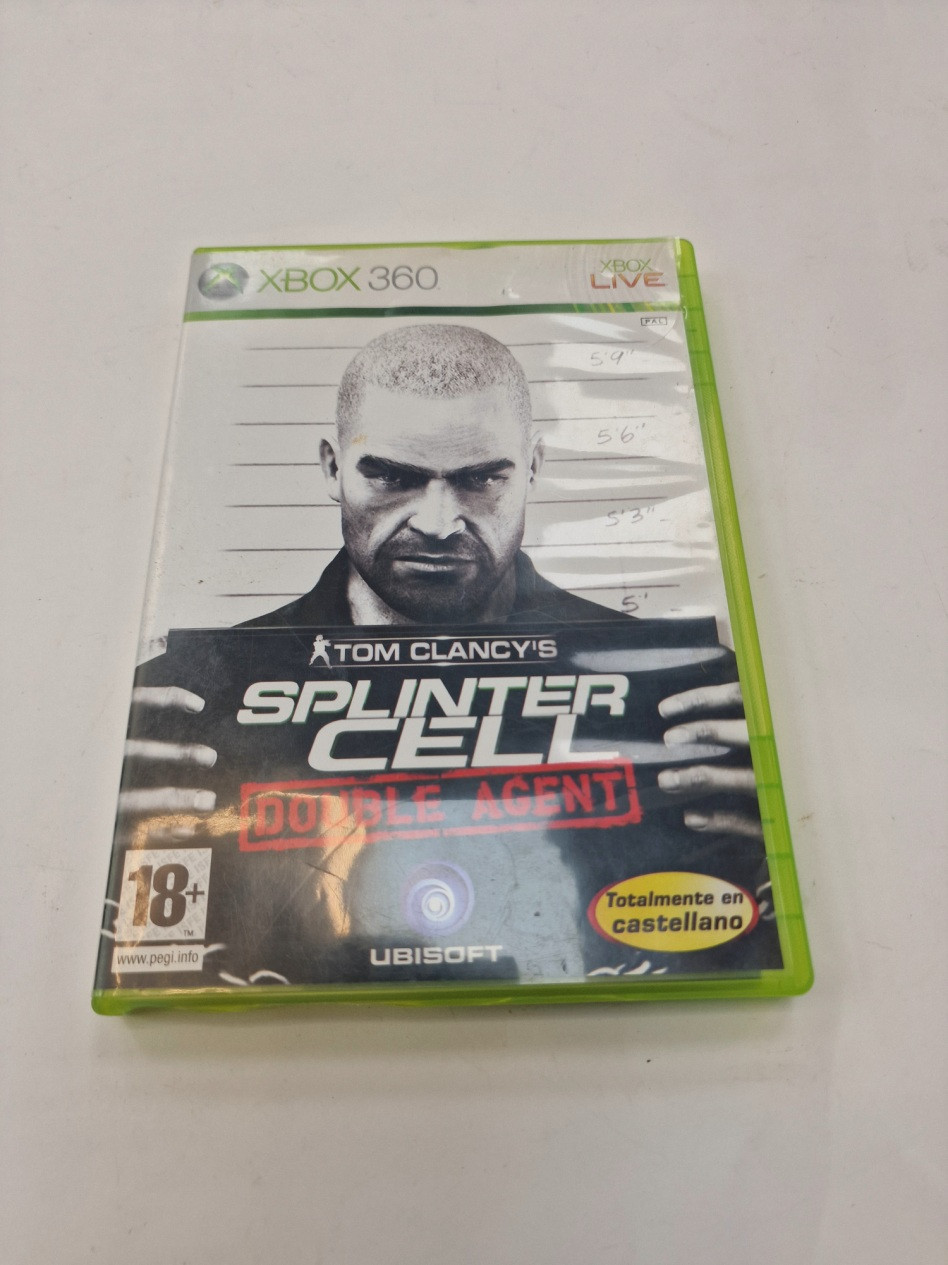 XBOX 360
XBOX
LIVE
PAL
5'9"
5'6"
5'3"
5'
TOM CLANCY'S
SPLINTER
CELL
DOUBLE AGENT
18+
TM
www.pegi.info
UBISOFT
Totalmente en
castellano